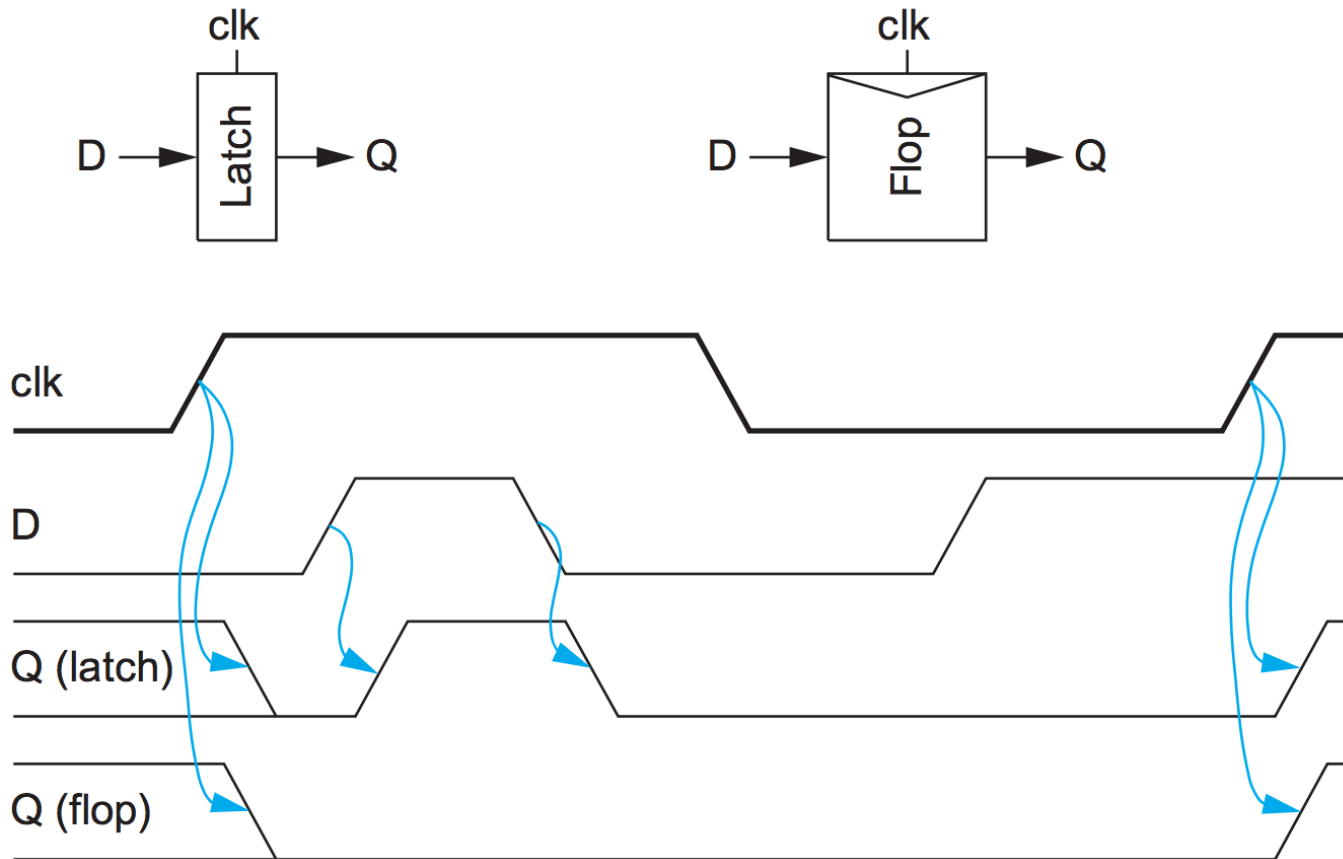 clk clk
D Latch Q D Flop Q
clk
D
Q (latch)
Q (flop)